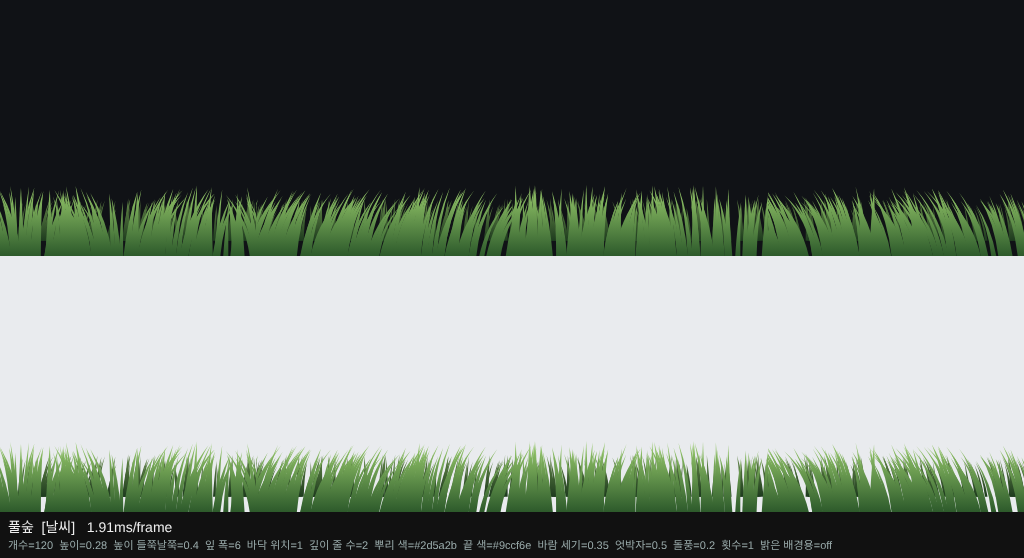 풀숲 [날씨] 1.91ms/frame
개수=120 높이=0.28 높이 들쭉날쭉=0.4 잎 폭=6 바닥 위치=1 깊이 줄 수=2 뿌리 색=#2d5a2b 끝 색=#9ccf6e 바람 세기=0.35 엇박자=0.5 돌풍=0.2 횟수=1 밝은 배경용=off